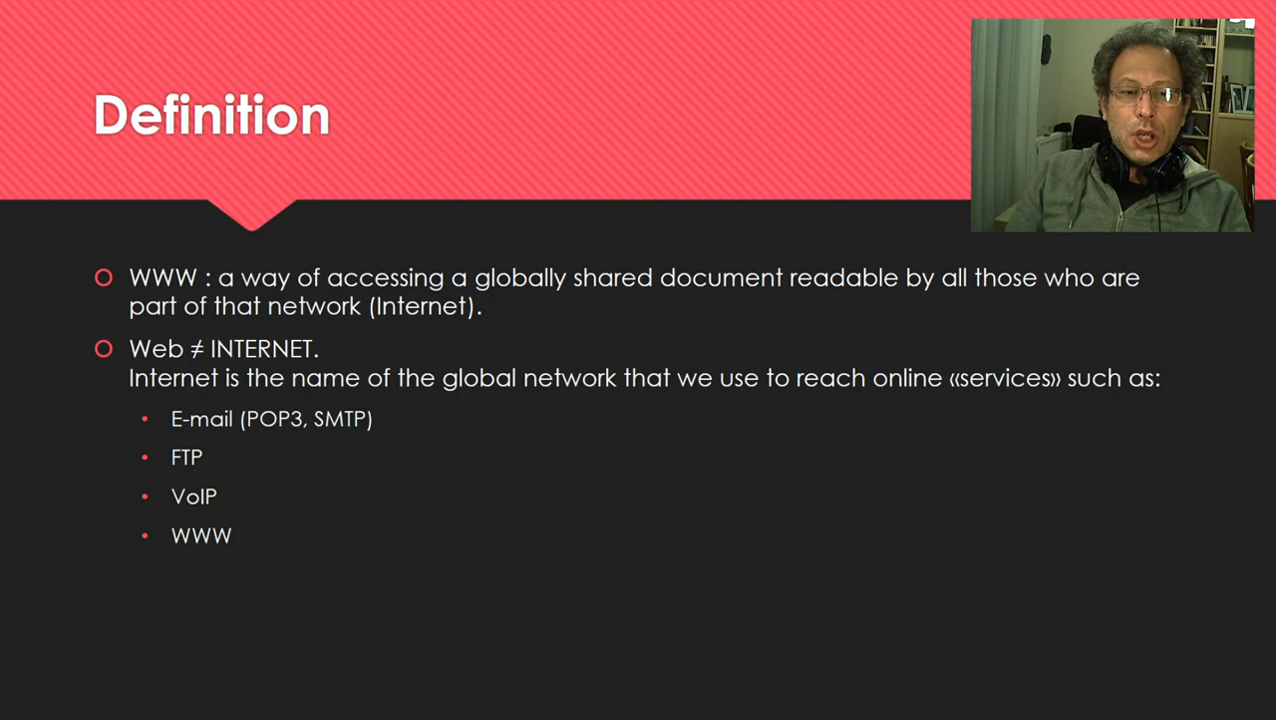 Definition
WWW : a way of accessing a globally shared document readable by all those who are
part of that network (Internet).
Web ≠ INTERNET.
Internet is the name of the global network that we use to reach online «services» such as:
E-mail (POP3, SMTP)
FTP
VoIP
WWW